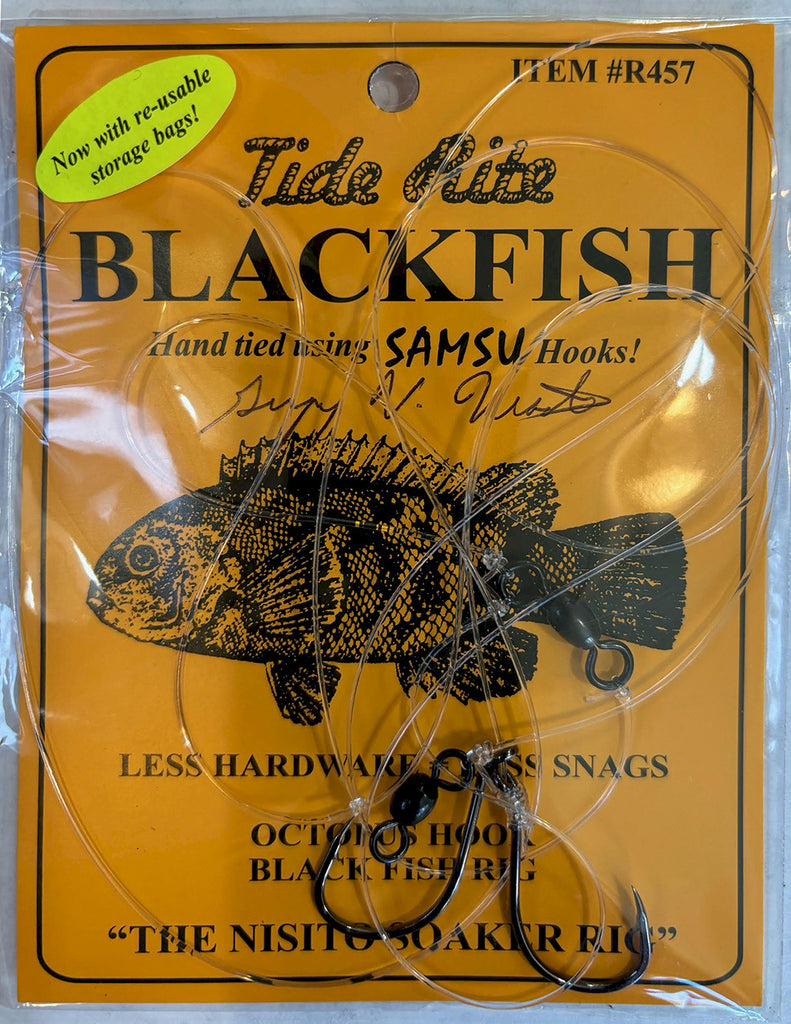 ITEM #R457
Now with re-usable
storage bags!
Tide Rite
BLACKFISH
Hand tied using SAMSU Hooks!
LESS HARDWARE = LESS SNAGS
OCTOPUS HOOK
BLACK FISH RIG
“THE NISITO SOAKER RIG”